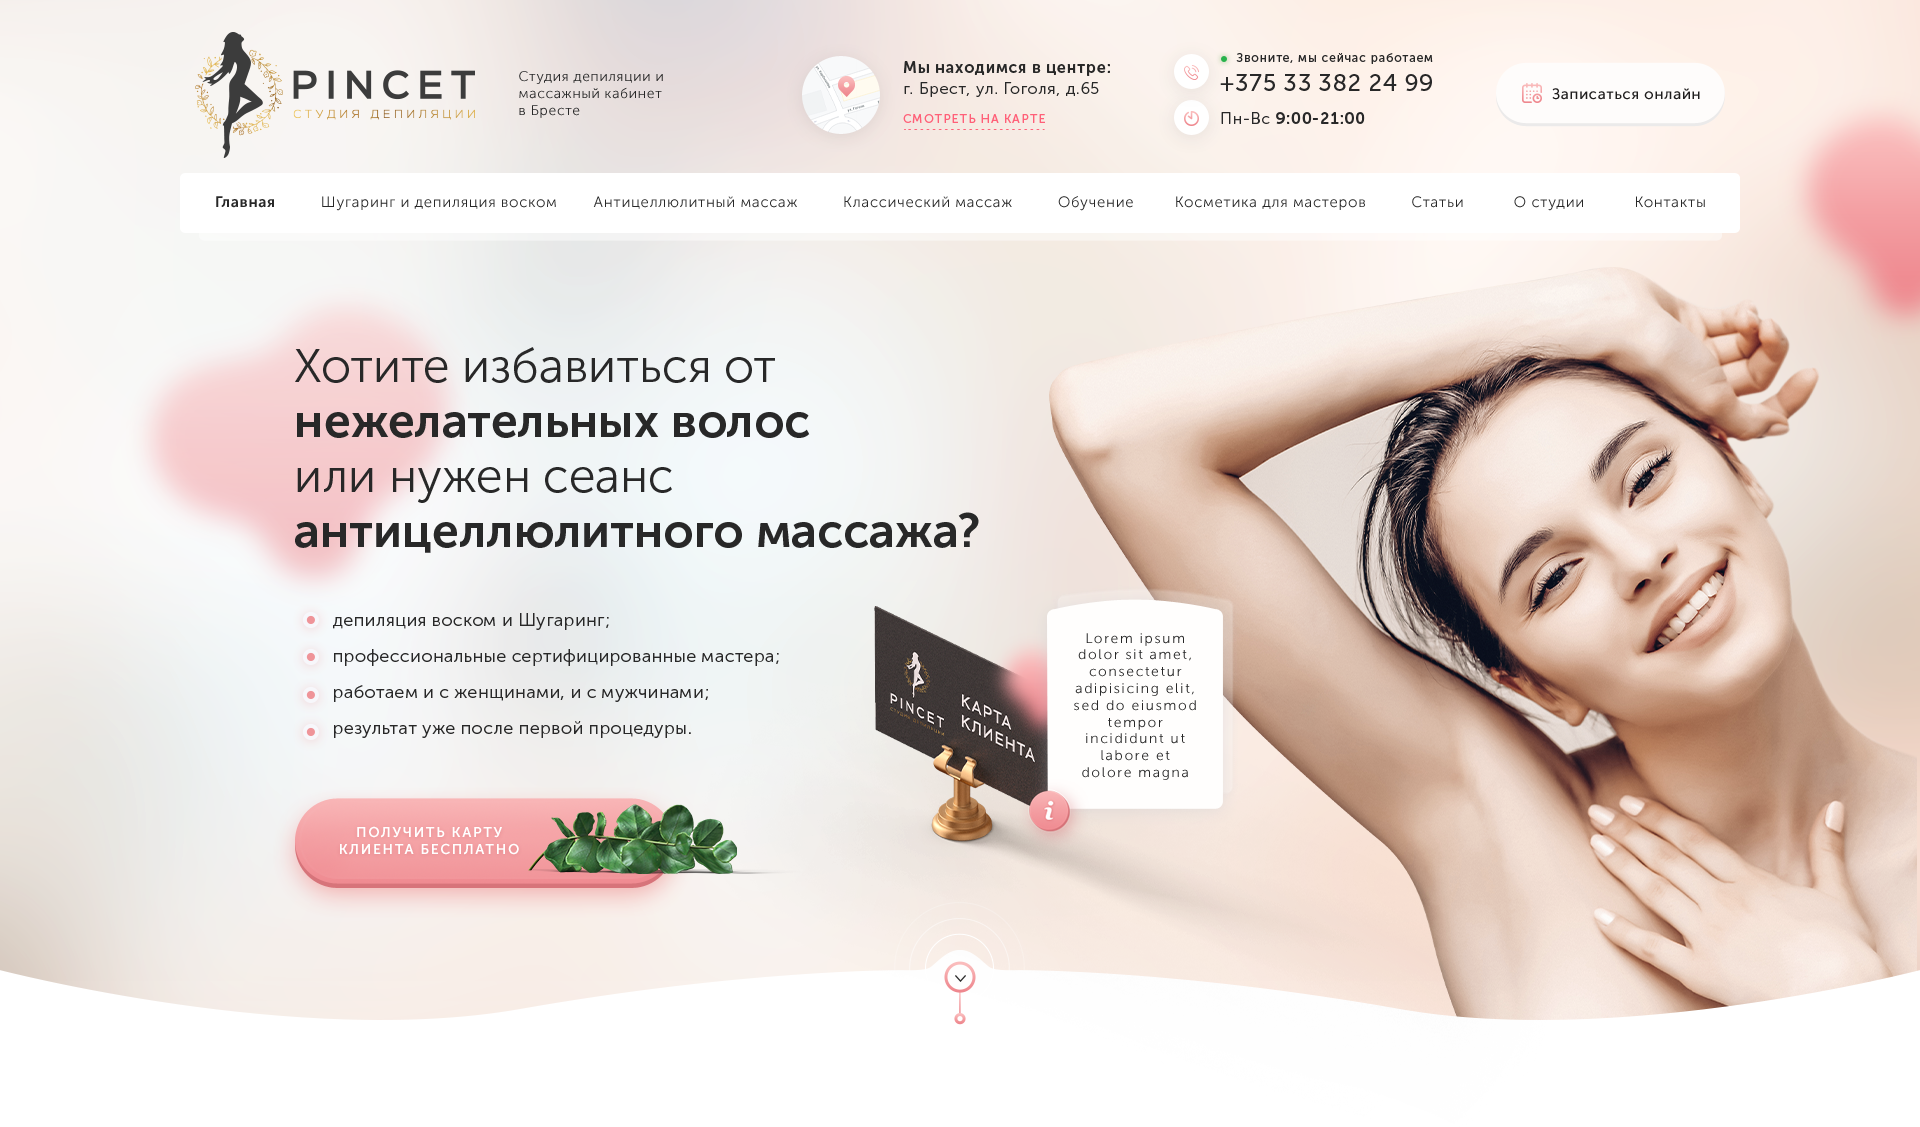 PINCET
СТУДИЯ ДЕПИЛЯЦИИ
Студия депиляции и
массажный кабинет
в Бресте
Мы находимся в центре:
г. Брест, ул. Гоголя, д.65
СМОТРЕТЬ НА КАРТЕ
Звоните, мы сейчас работаем
+375 33 382 24 99
Пн-Вс 9:00-21:00
Записаться онлайн
Главная
Шугаринг и депиляция воском
Антицеллюлитный массаж
Классический массаж
Обучение
Косметика для мастеров
Статьи
О студии
Контакты
Хотите избавиться от
нежелательных волос
или нужен сеанс
антицеллюлитного массажа?
депиляция воском и Шугаринг;
профессиональные сертифицированные мастера;
работаем и с женщинами, и с мужчинами;
результат уже после первой процедуры.
ПОЛУЧИТЬ КАРТУ
КЛИЕНТА БЕСПЛАТНО
PINCET
СТУДИЯ ДЕПИЛЯЦИИ
КАРТА
КЛИЕНТА
Lorem ipsum
dolor sit amet,
consectetur
adipisicing elit,
sed do eiusmod
tempor
incididunt ut
labore et
dolore magna
i